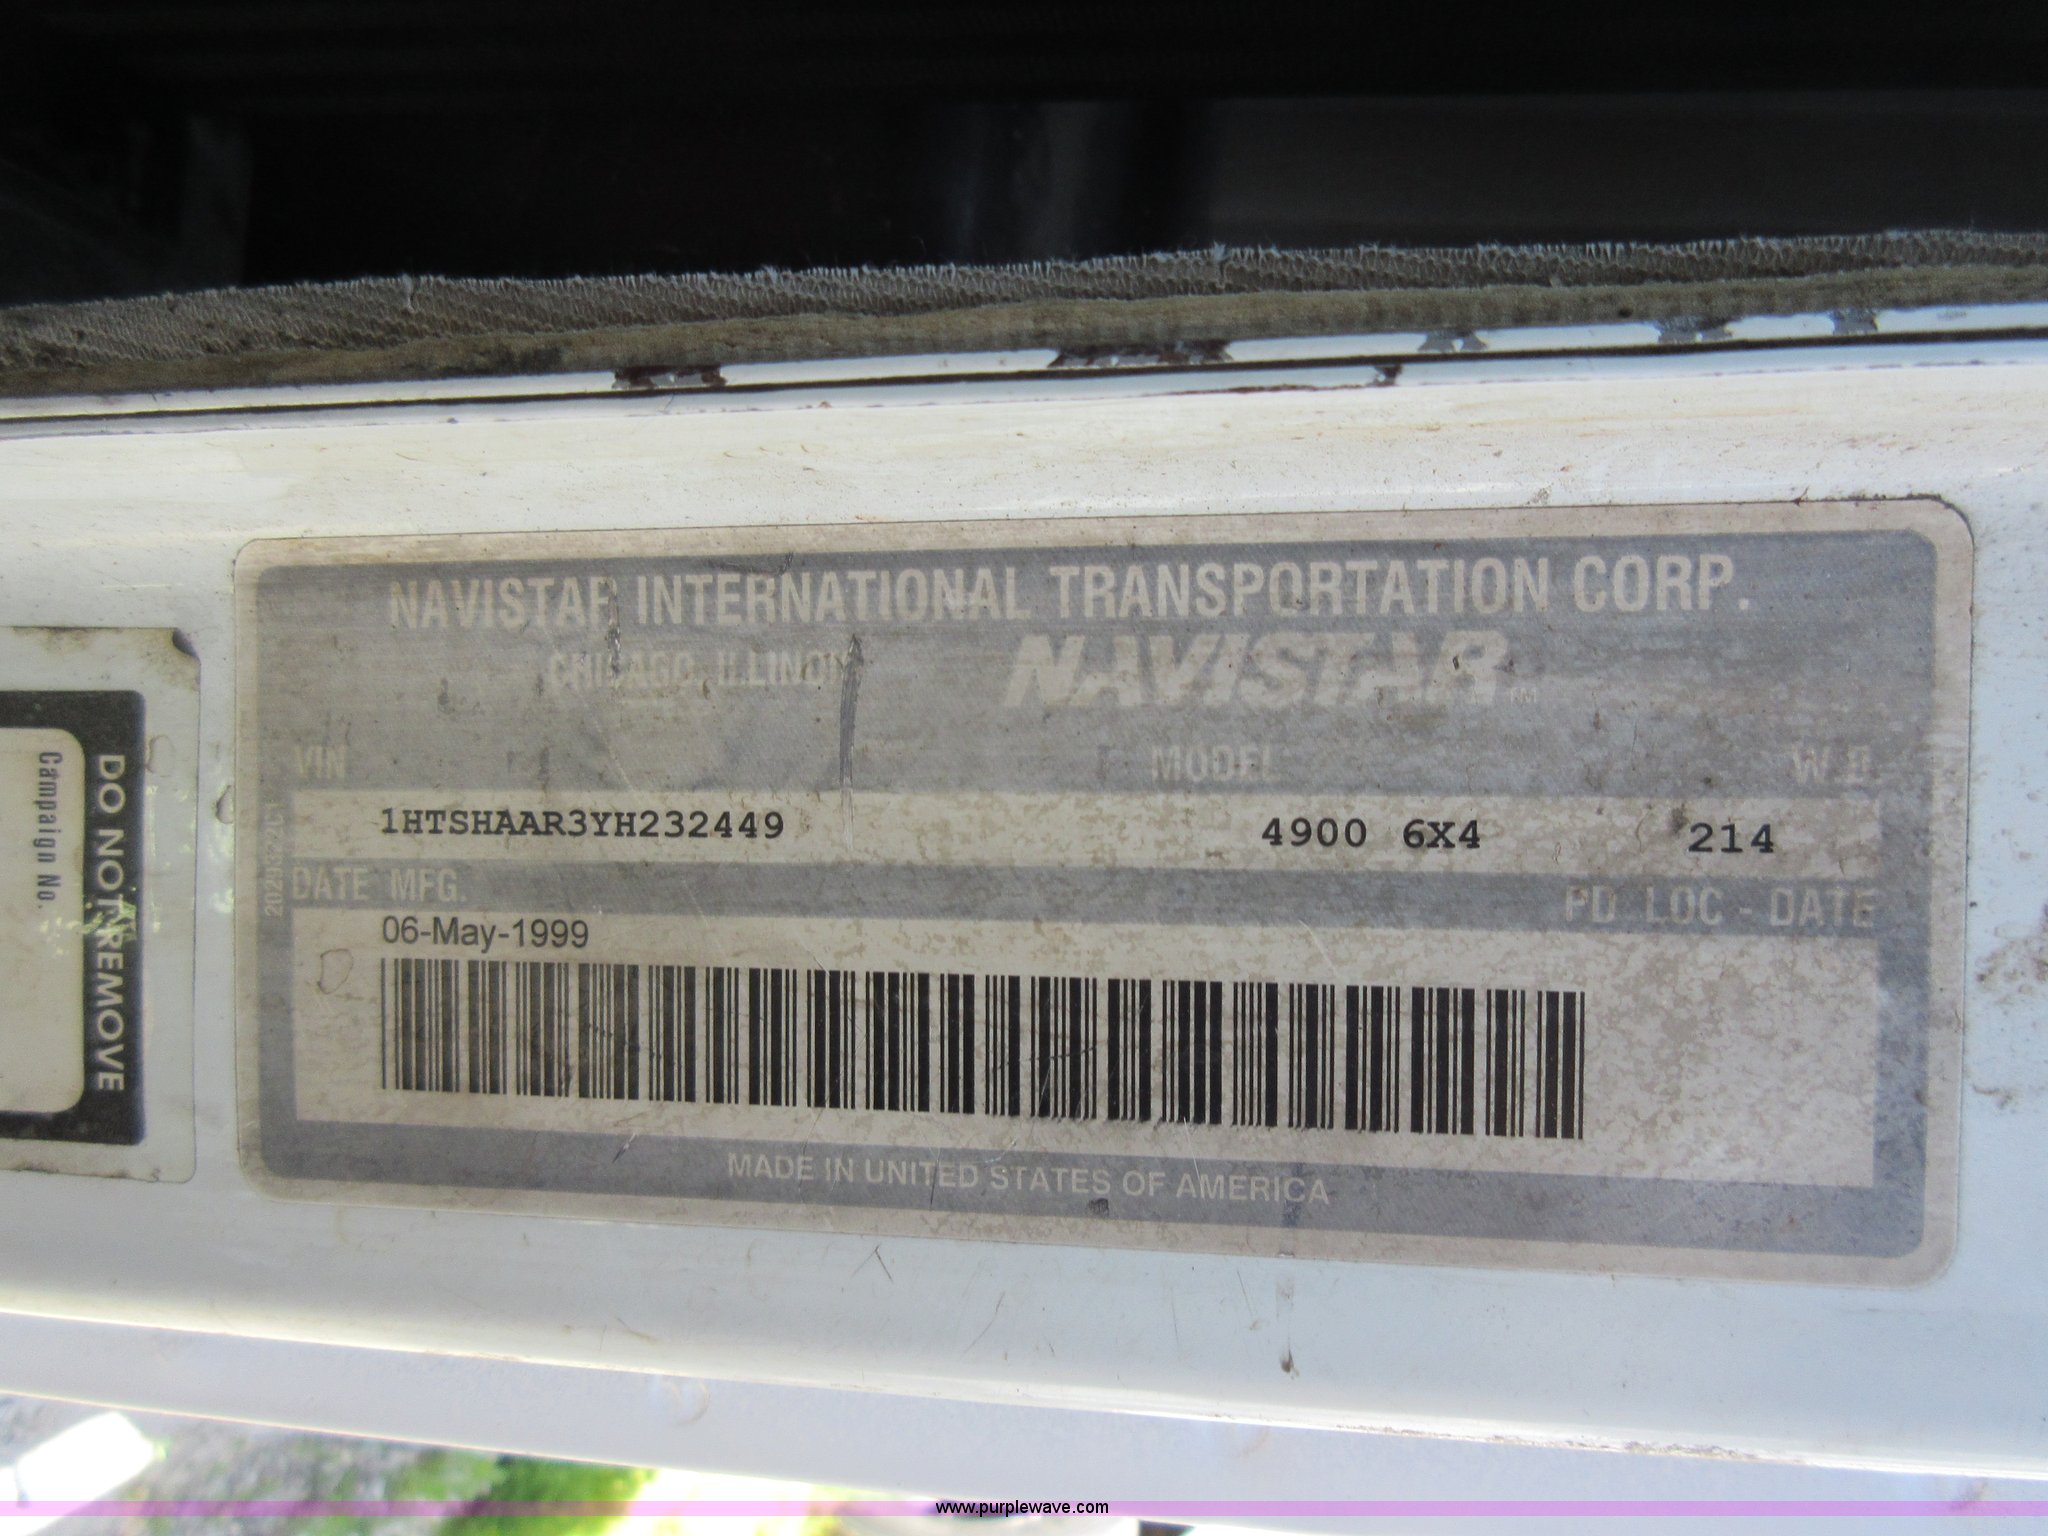 NAVISTAR INTERNATIONAL TRANSPORTATION CORP.
CHICAGO, ILLINOIS
NAVISTAR TM
VIN MODEL W.B.
1HTSHAAR3YH232449 4900 6X4 214
DATE MFG. PD LOC - DATE
06-May-1999
MADE IN UNITED STATES OF AMERICA
DO NOT REMOVE
Campaign No.
www.purplewave.com